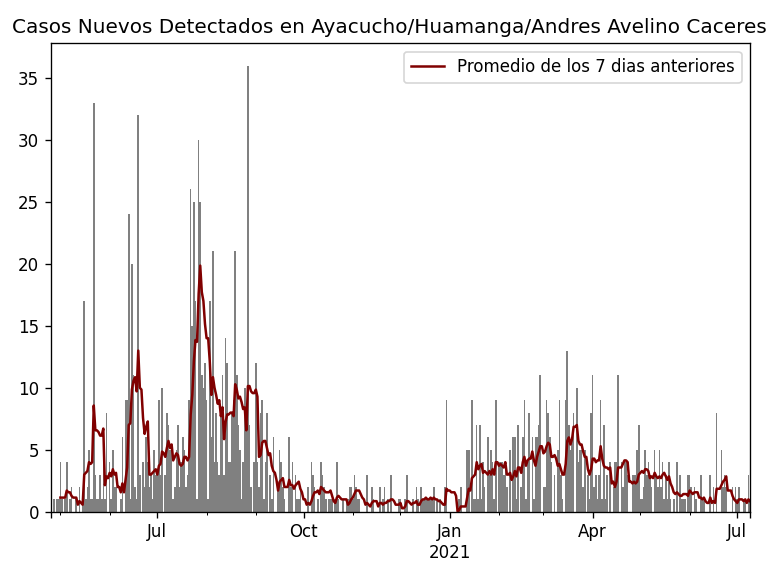 Casos Nuevos Detectados en Ayacucho/Huamanga/Andres Avelino Caceres
Promedio de los 7 dias anteriores
35
30
25
20
15
10
5
0
Jul
Oct
Jan
2021
Apr
Jul